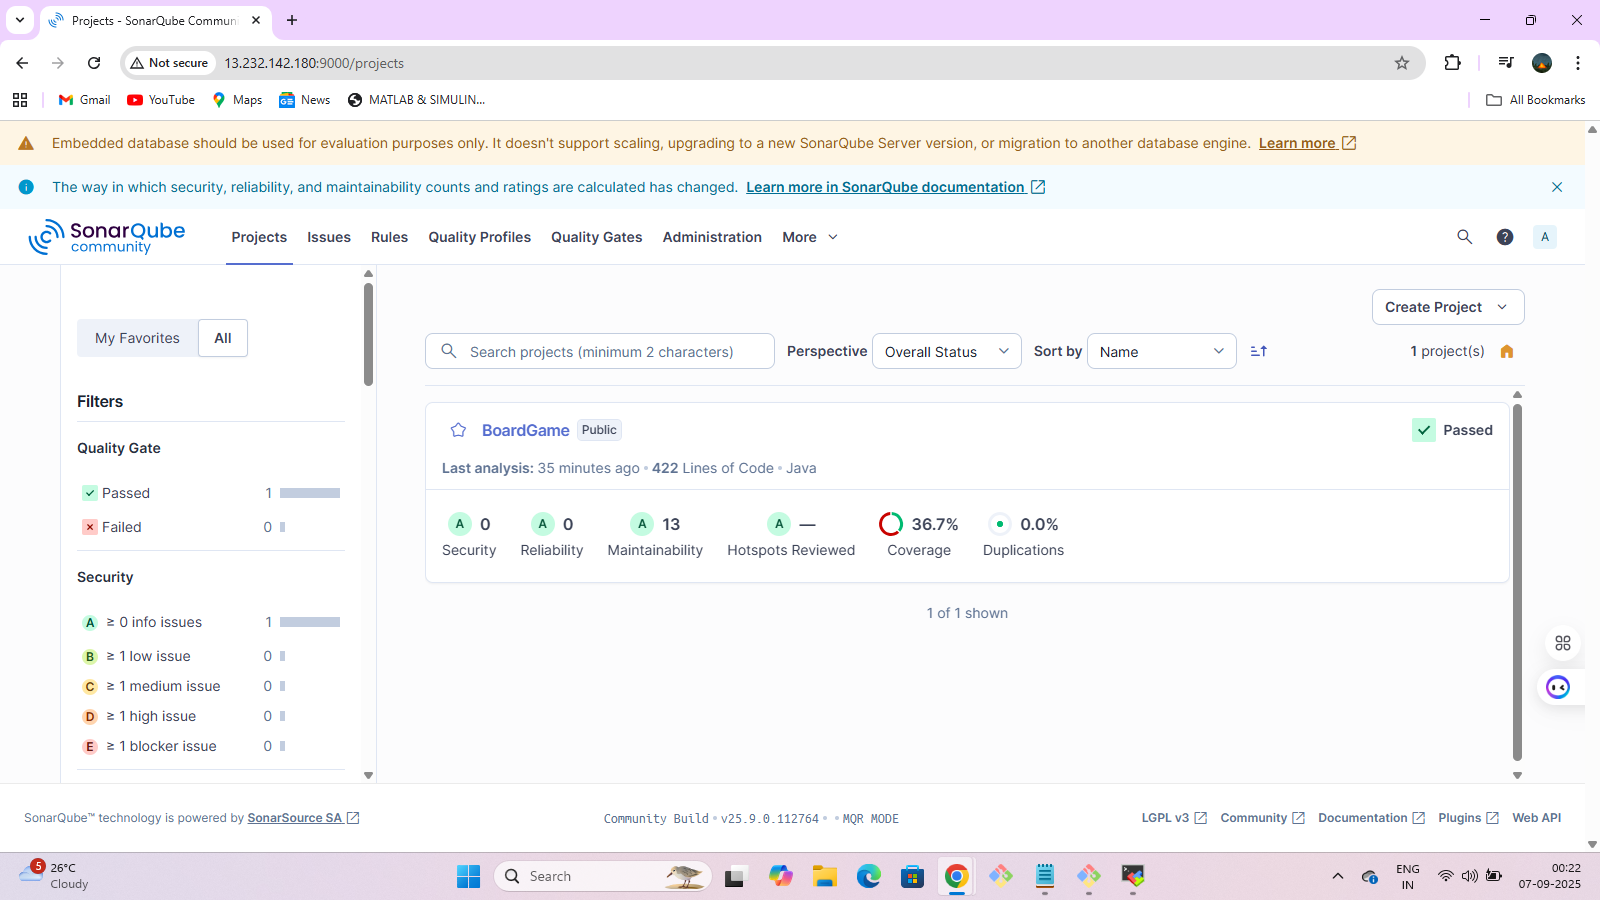 Projects - SonarQube Commun
Not secure
13.232.142.180:9000/projects
Gmail
YouTube
Maps
News
MATLAB & SIMULIN...
All Bookmarks
Embedded database should be used for evaluation purposes only. It doesn't support scaling, upgrading to a new SonarQube Server version, or migration to another database engine. Learn more
The way in which security, reliability, and maintainability counts and ratings are calculated has changed. Learn more in SonarQube documentation
SonarQube community
Projects
Issues
Rules
Quality Profiles
Quality Gates
Administration
More
A
My Favorites
All
Create Project
Search projects (minimum 2 characters)
Perspective
Overall Status
Sort by
Name
1 project(s)
Filters
Quality Gate
Passed 1
Failed 0
Security
A ≥ 0 info issues 1
B ≥ 1 low issue 0
C ≥ 1 medium issue 0
D ≥ 1 high issue 0
E ≥ 1 blocker issue 0
BoardGame Public
Passed
Last analysis: 35 minutes ago • 422 Lines of Code • Java
A 0
Security
A 0
Reliability
A 13
Maintainability
A —
Hotspots Reviewed
36.7%
Coverage
0.0%
Duplications
1 of 1 shown
SonarQube™ technology is powered by SonarSource SA
Community Build • v25.9.0.112764 • • MQR MODE
LGPL v3
Community
Documentation
Plugins
Web API
5
26°C
Cloudy
Search
ENG
IN
00:22
07-09-2025